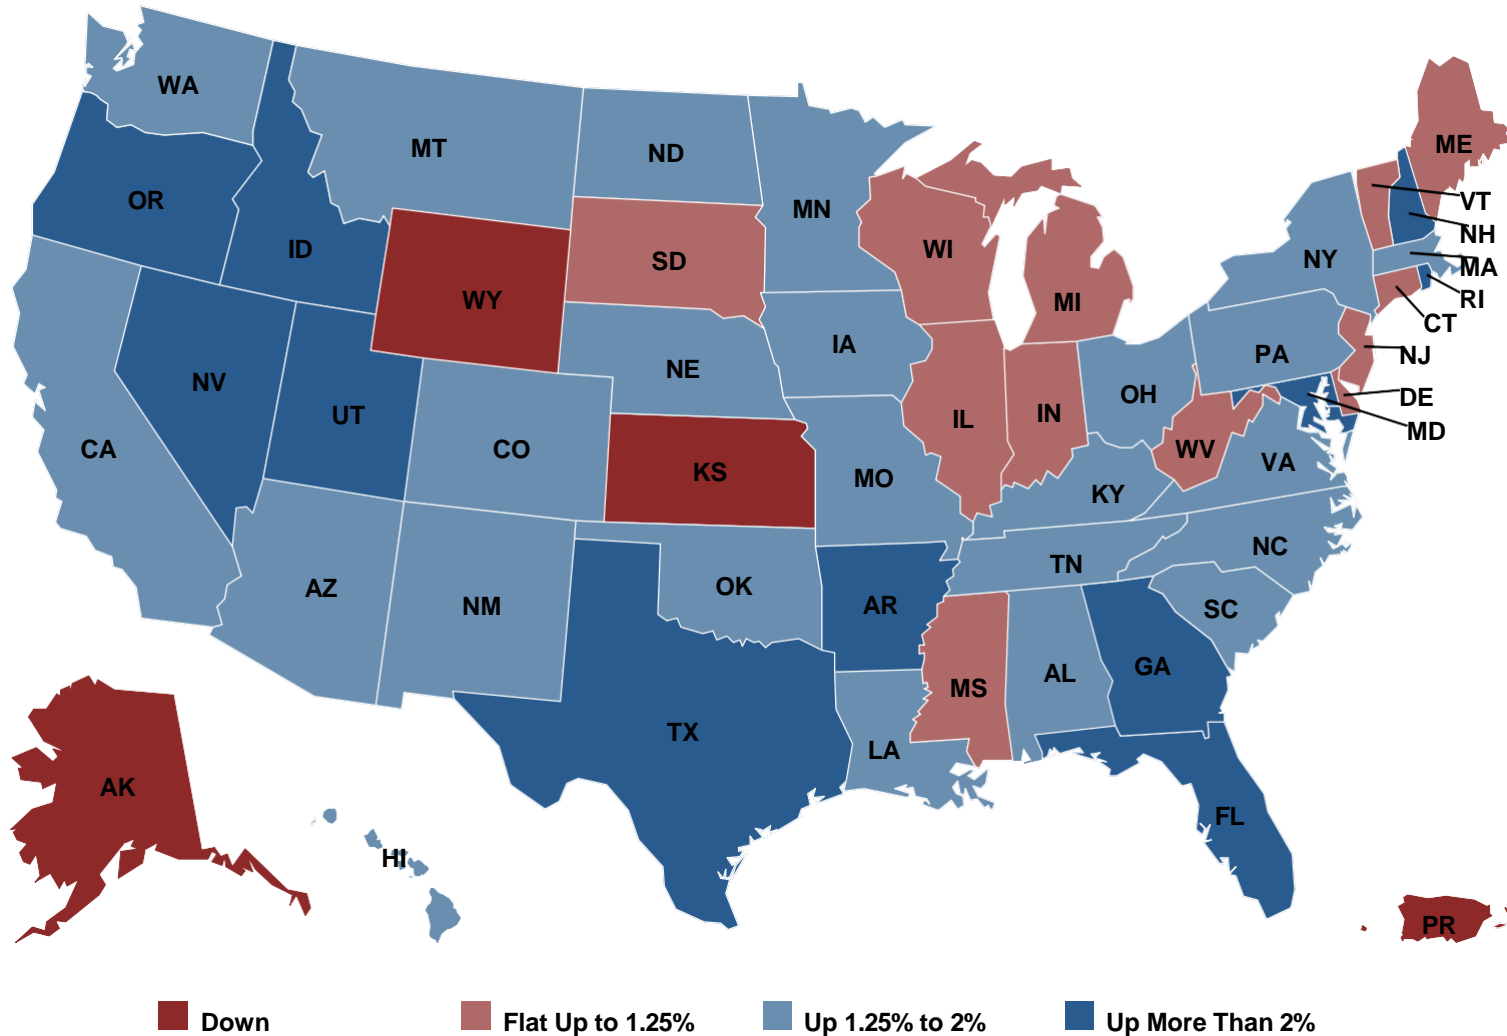 WA
ME
MT
ND
VT
OR
MN
NH
ID
WI
NY
MA
SD
MI
RI
WY
CT
IA
PA
NJ
NE
NV
OH
DE
UT
IL
IN
MD
CA
CO
WV
VA
KS
MO
KY
NC
TN
AZ
OK
NM
AR
SC
GA
AL
MS
TX
LA
AK
FL
HI
PR
Down
Flat Up to 1.25%
Up 1.25% to 2%
Up More Than 2%